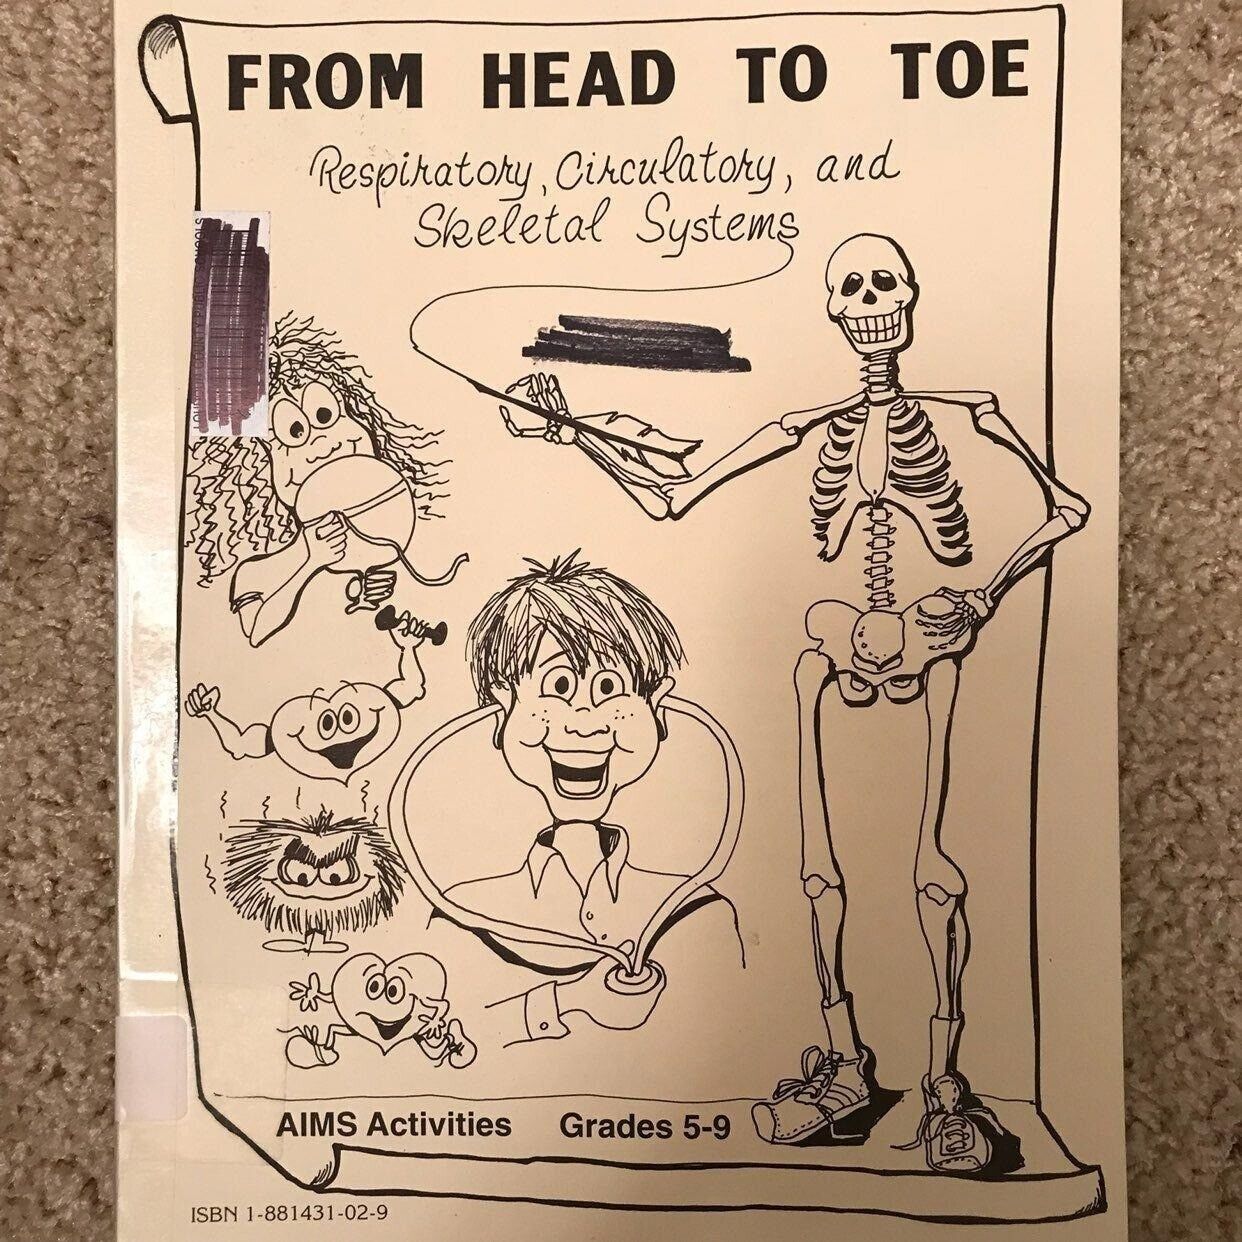 FROM HEAD TO TOE
Respiratory, Circulatory, and
Skeletal Systems
AIMS Activities Grades 5-9
ISBN 1-881431-02-9